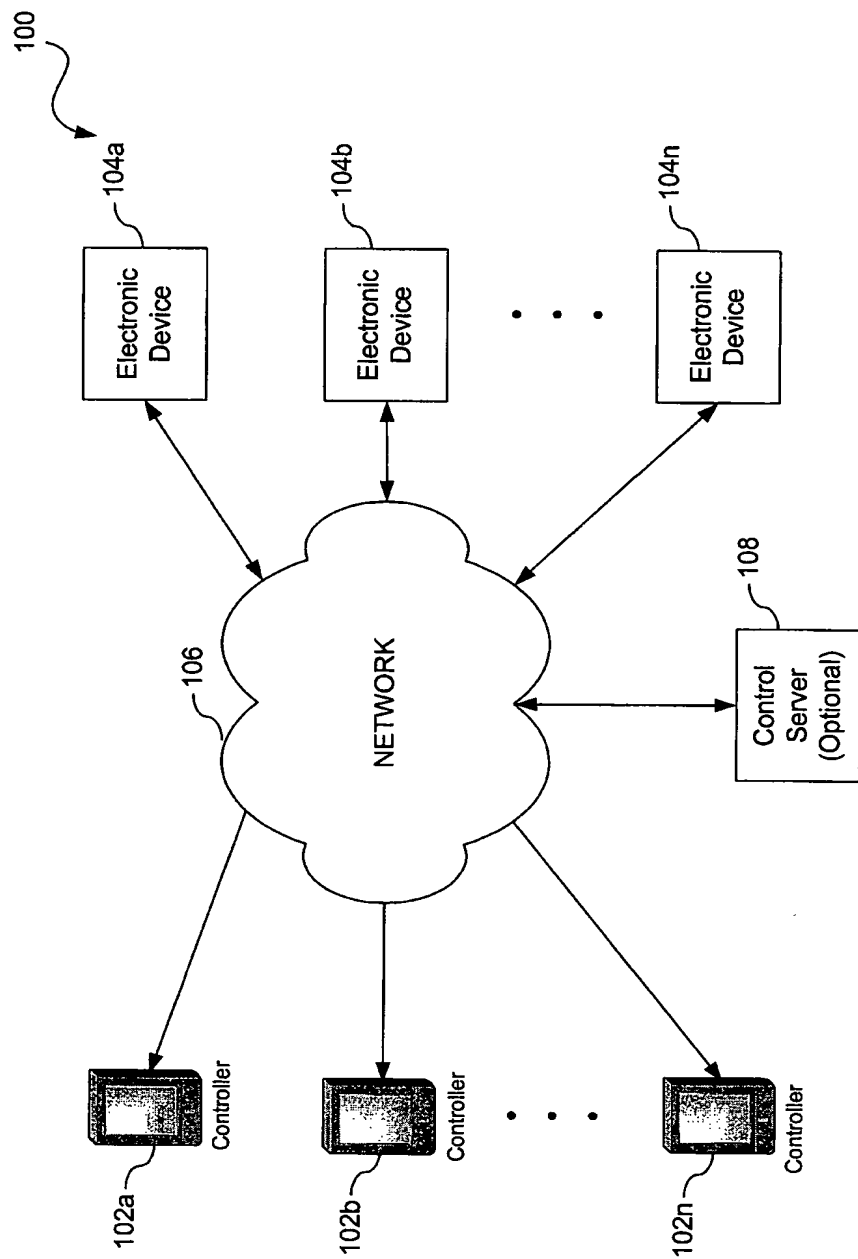 100
102a
Controller
102b
Controller
102n
Controller
106
NETWORK
104a
Electronic
Device
104b
Electronic
Device
104n
Electronic
Device
108
Control
Server
(Optional)